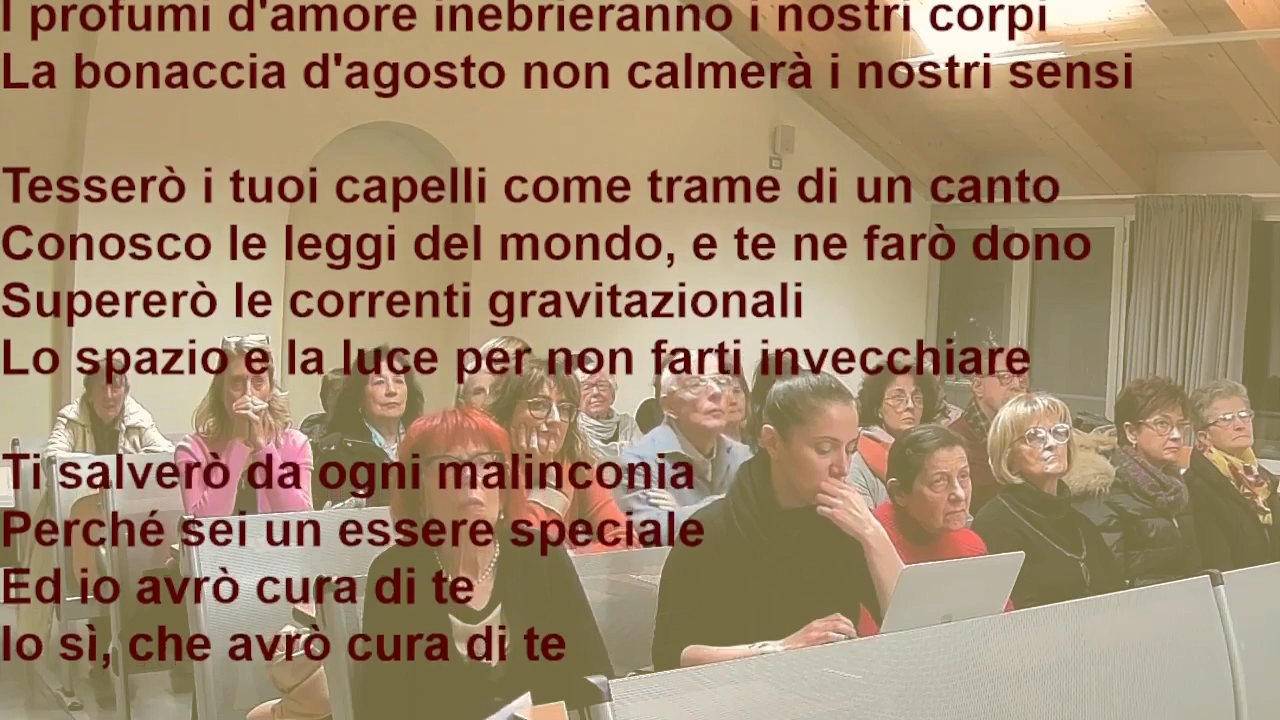 I profumi d'amore inebrieranno i nostri corpi
La bonaccia d'agosto non calmerà i nostri sensi
Tesserò i tuoi capelli come trame di un canto
Conosco le leggi del mondo, e te ne farò dono
Supererò le correnti gravitazionali
Lo spazio e la luce per non farti invecchiare
Ti salverò da ogni malinconia
Perché sei un essere speciale
Ed io avrò cura di te
Io sì, che avrò cura di te